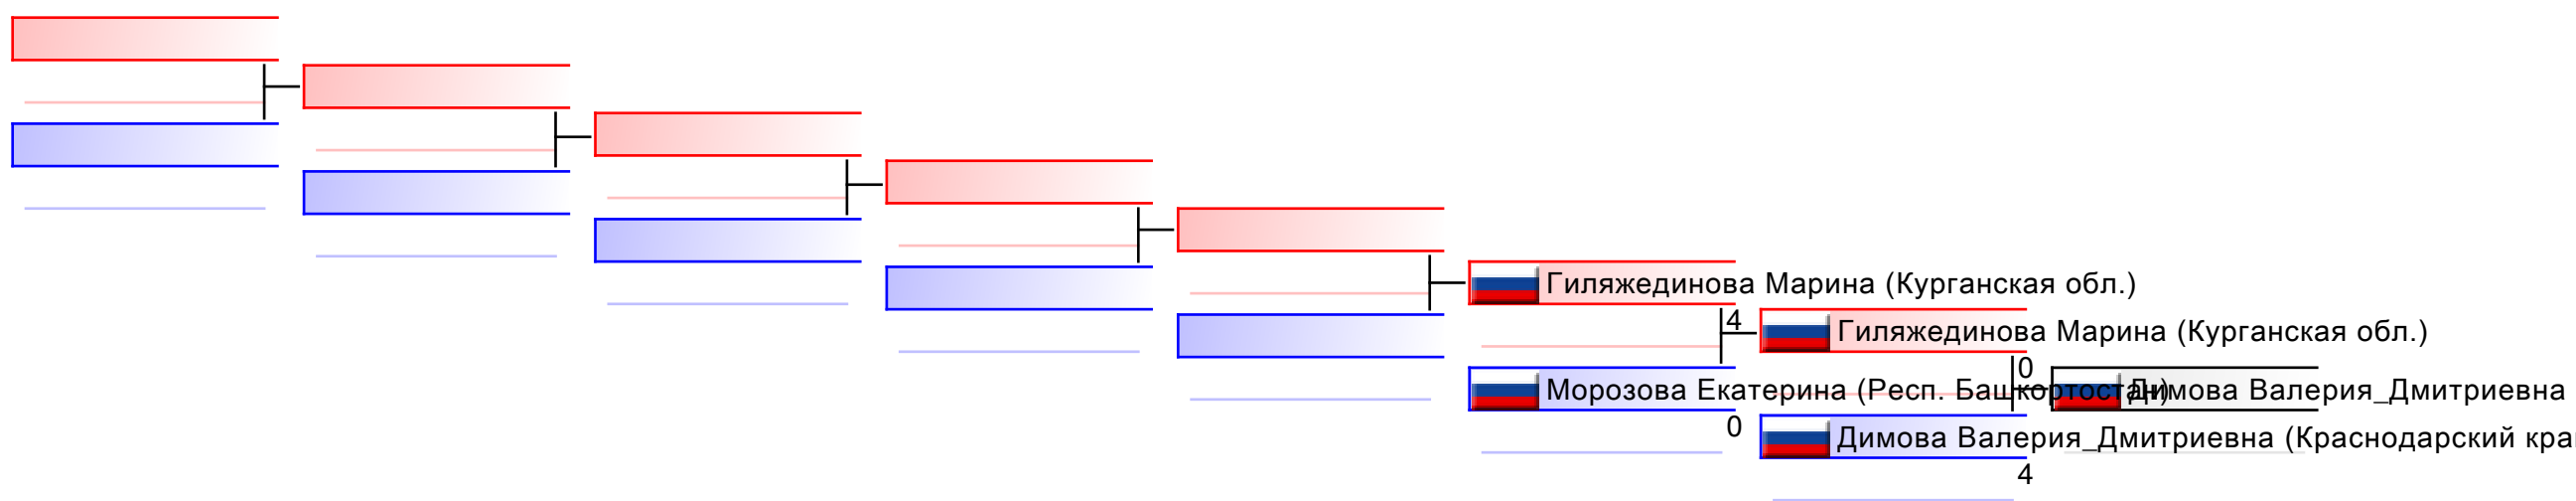 Гиляжединова Марина (Курганская обл.)
4
Гиляжединова Марина (Курганская обл.)
0
Морозова Екатерина (Респ. Башкортостан)
Димова Валерия_Дмитриевна
0
Димова Валерия_Дмитриевна (Краснодарский кра
4